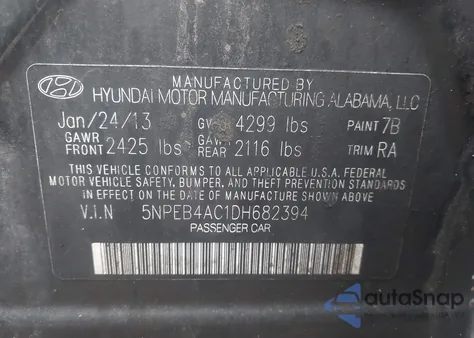 MANUFACTURED BY
HYUNDAI MOTOR MANUFACTURING ALABAMA, LLC
Jan/24/13 GV 4299 lbs PAINT 7B
GAWR FRONT 2425 lbs GAW REAR 2116 lbs TRIM RA
THIS VEHICLE CONFORMS TO ALL APPLICABLE U.S.A. FEDERAL
MOTOR VEHICLE SAFETY, BUMPER, AND THEFT PREVENTION STANDARDS
IN EFFECT ON THE DATE OF MANUFACTURE SHOWN ABOVE.
V.I.N 5NPEB4AC1DH682394
PASSENGER CAR
autoSnap